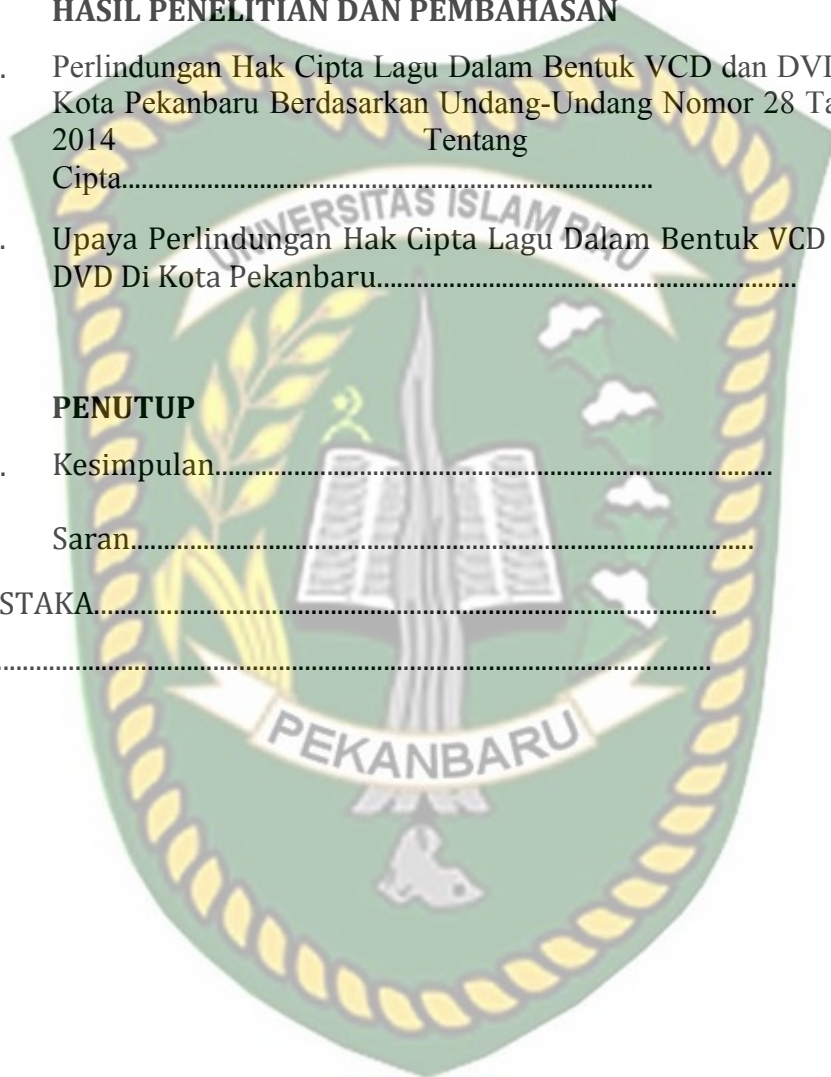 HASIL PENELITIAN DAN PEMBAHASAN
. Perlindungan Hak Cipta Lagu Dalam Bentuk VCD dan DVD
Kota Pekanbaru Berdasarkan Undang-Undang Nomor 28 Ta
2014 Tentang
Cipta................................................................................
UNIVERSITAS ISLAM RIAU
. Upaya Perlindungan Hak Cipta Lagu Dalam Bentuk VCD
DVD Di Kota Pekanbaru...............................................................
PENUTUP
. Kesimpulan....................................................................................
Saran..............................................................................................
STAKA..............................................................................................
...........................................................................................................
PEKANBARU